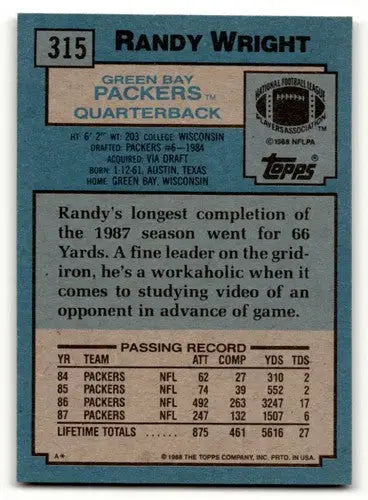 315 RANDY WRIGHT
GREEN BAY
PACKERS™
QUARTERBACK
NATIONAL FOOTBALL LEAGUE
PLAYERS ASSOCIATION™
©1988 NFLPA
Topps®
HT: 6' 2" WT: 203 COLLEGE: WISCONSIN
DRAFTED: PACKERS #6—1984
ACQUIRED: VIA DRAFT
BORN: 1-12-61, AUSTIN, TEXAS
HOME: GREEN BAY, WISCONSIN
Randy's longest completion of
the 1987 season went for 66
Yards. A fine leader on the grid-
iron, he's a workaholic when it
comes to studying video of an
opponent in advance of game.
PASSING RECORD
YR TEAM ATT COMP YDS TDS
84 PACKERS NFL 62 27 310 2
85 PACKERS NFL 74 39 552 2
86 PACKERS NFL 492 263 3247 17
87 PACKERS NFL 247 132 1507 6
LIFETIME TOTALS ...... 875 461 5616 27
A* ©1988 THE TOPPS COMPANY, INC. PRTD. IN U.S.A.